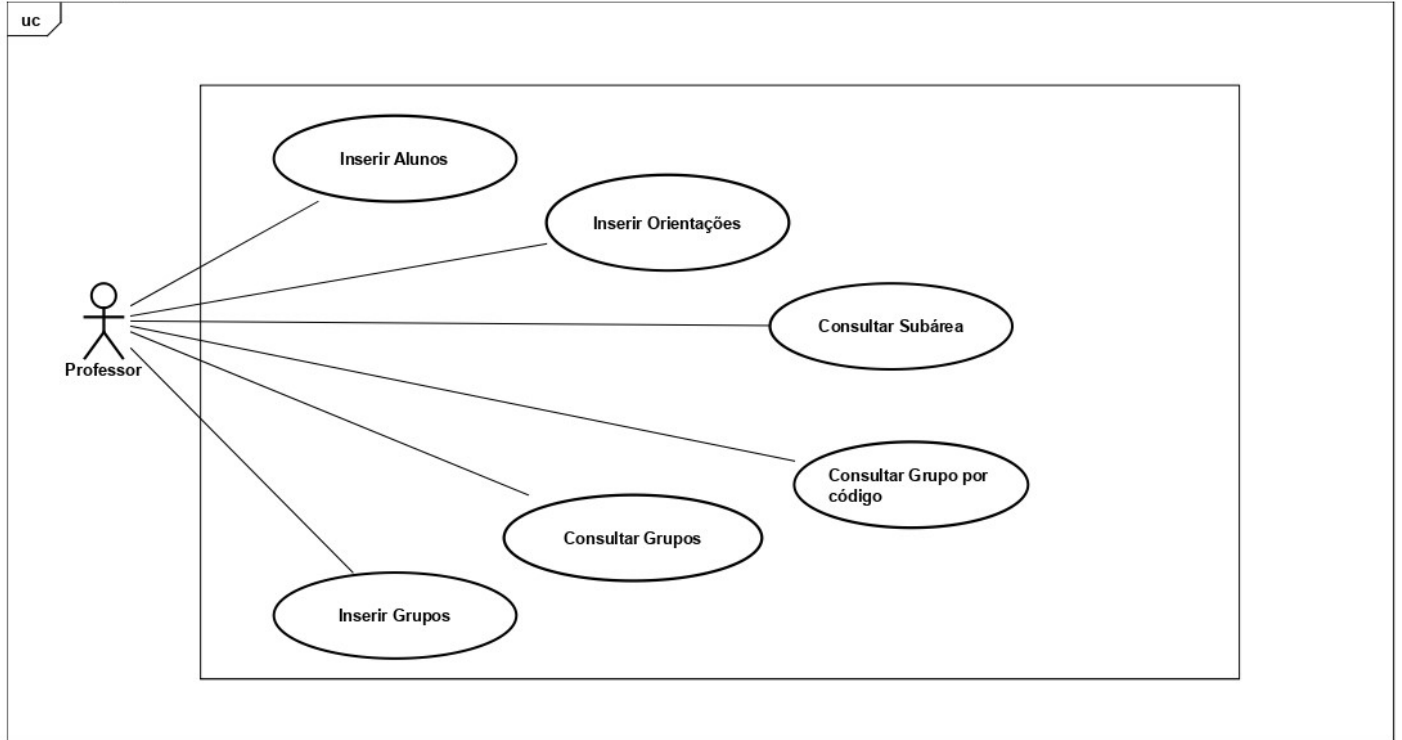 uc
Inserir Alunos
Inserir Orientações
Consultar Subárea
Professor
Consultar Grupo por
código
Consultar Grupos
Inserir Grupos